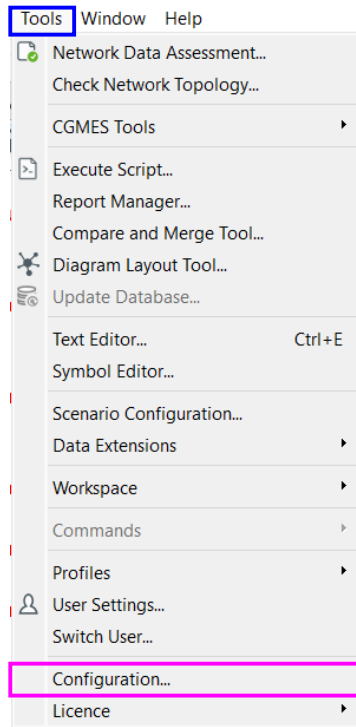 Tools Window Help
Network Data Assessment...
Check Network Topology...
CGMES Tools
Execute Script...
Report Manager...
Compare and Merge Tool...
Diagram Layout Tool...
Update Database...
Text Editor... Ctrl+E
Symbol Editor...
Scenario Configuration...
Data Extensions
Workspace
Commands
Profiles
User Settings...
Switch User...
Configuration...
Licence